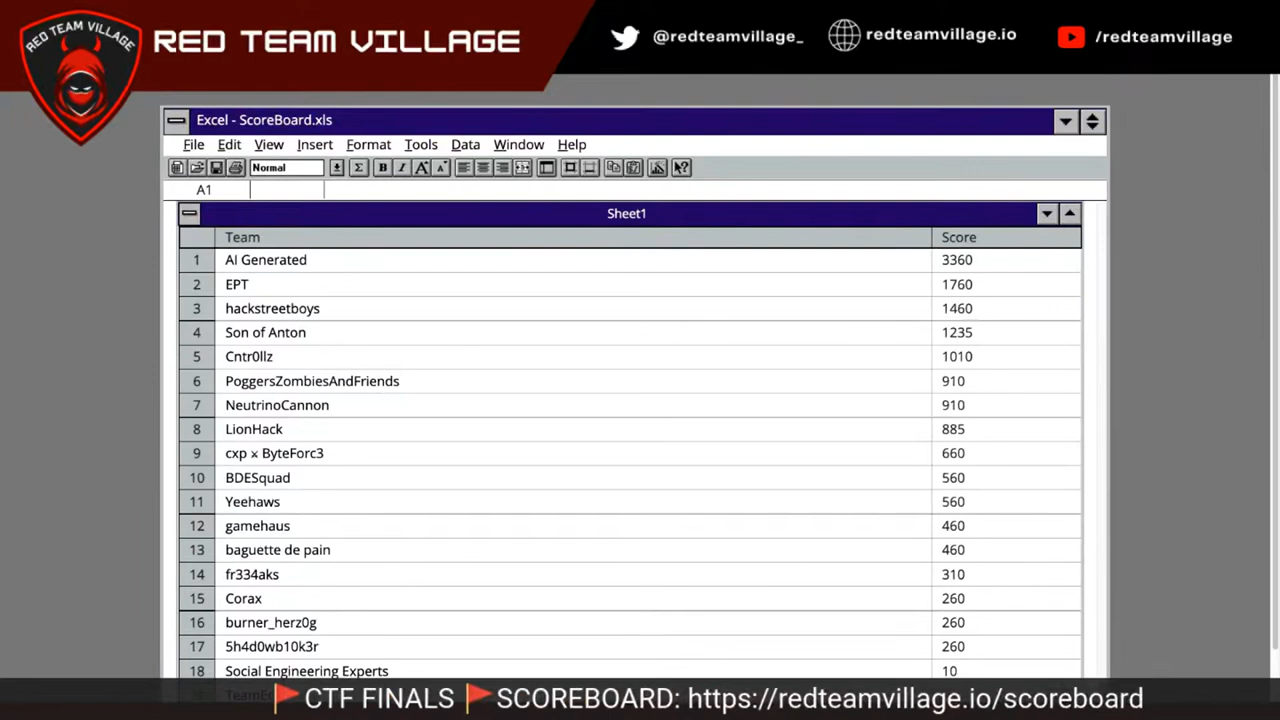 RED TEAM VILLAGE
RED TEAM VILLAGE
@redteamvillage_
redteamvillage.io
/redteamvillage
Excel - ScoreBoard.xls
File Edit View Insert Format Tools Data Window Help
Normal Σ B I A A
A1
Sheet1
Team Score
1 AI Generated 3360
2 EPT 1760
3 hackstreetboys 1460
4 Son of Anton 1235
5 Cntr0llz 1010
6 PoggersZombiesAndFriends 910
7 NeutrinoCannon 910
8 LionHack 885
9 cxp × ByteForc3 660
10 BDESquad 560
11 Yeehaws 560
12 gamehaus 460
13 baguette de pain 460
14 fr334aks 310
15 Corax 260
16 burner_herz0g 260
17 5h4d0wb10k3r 260
18 Social Engineering Experts 10
CTF FINALS SCOREBOARD: https://redteamvillage.io/scoreboard